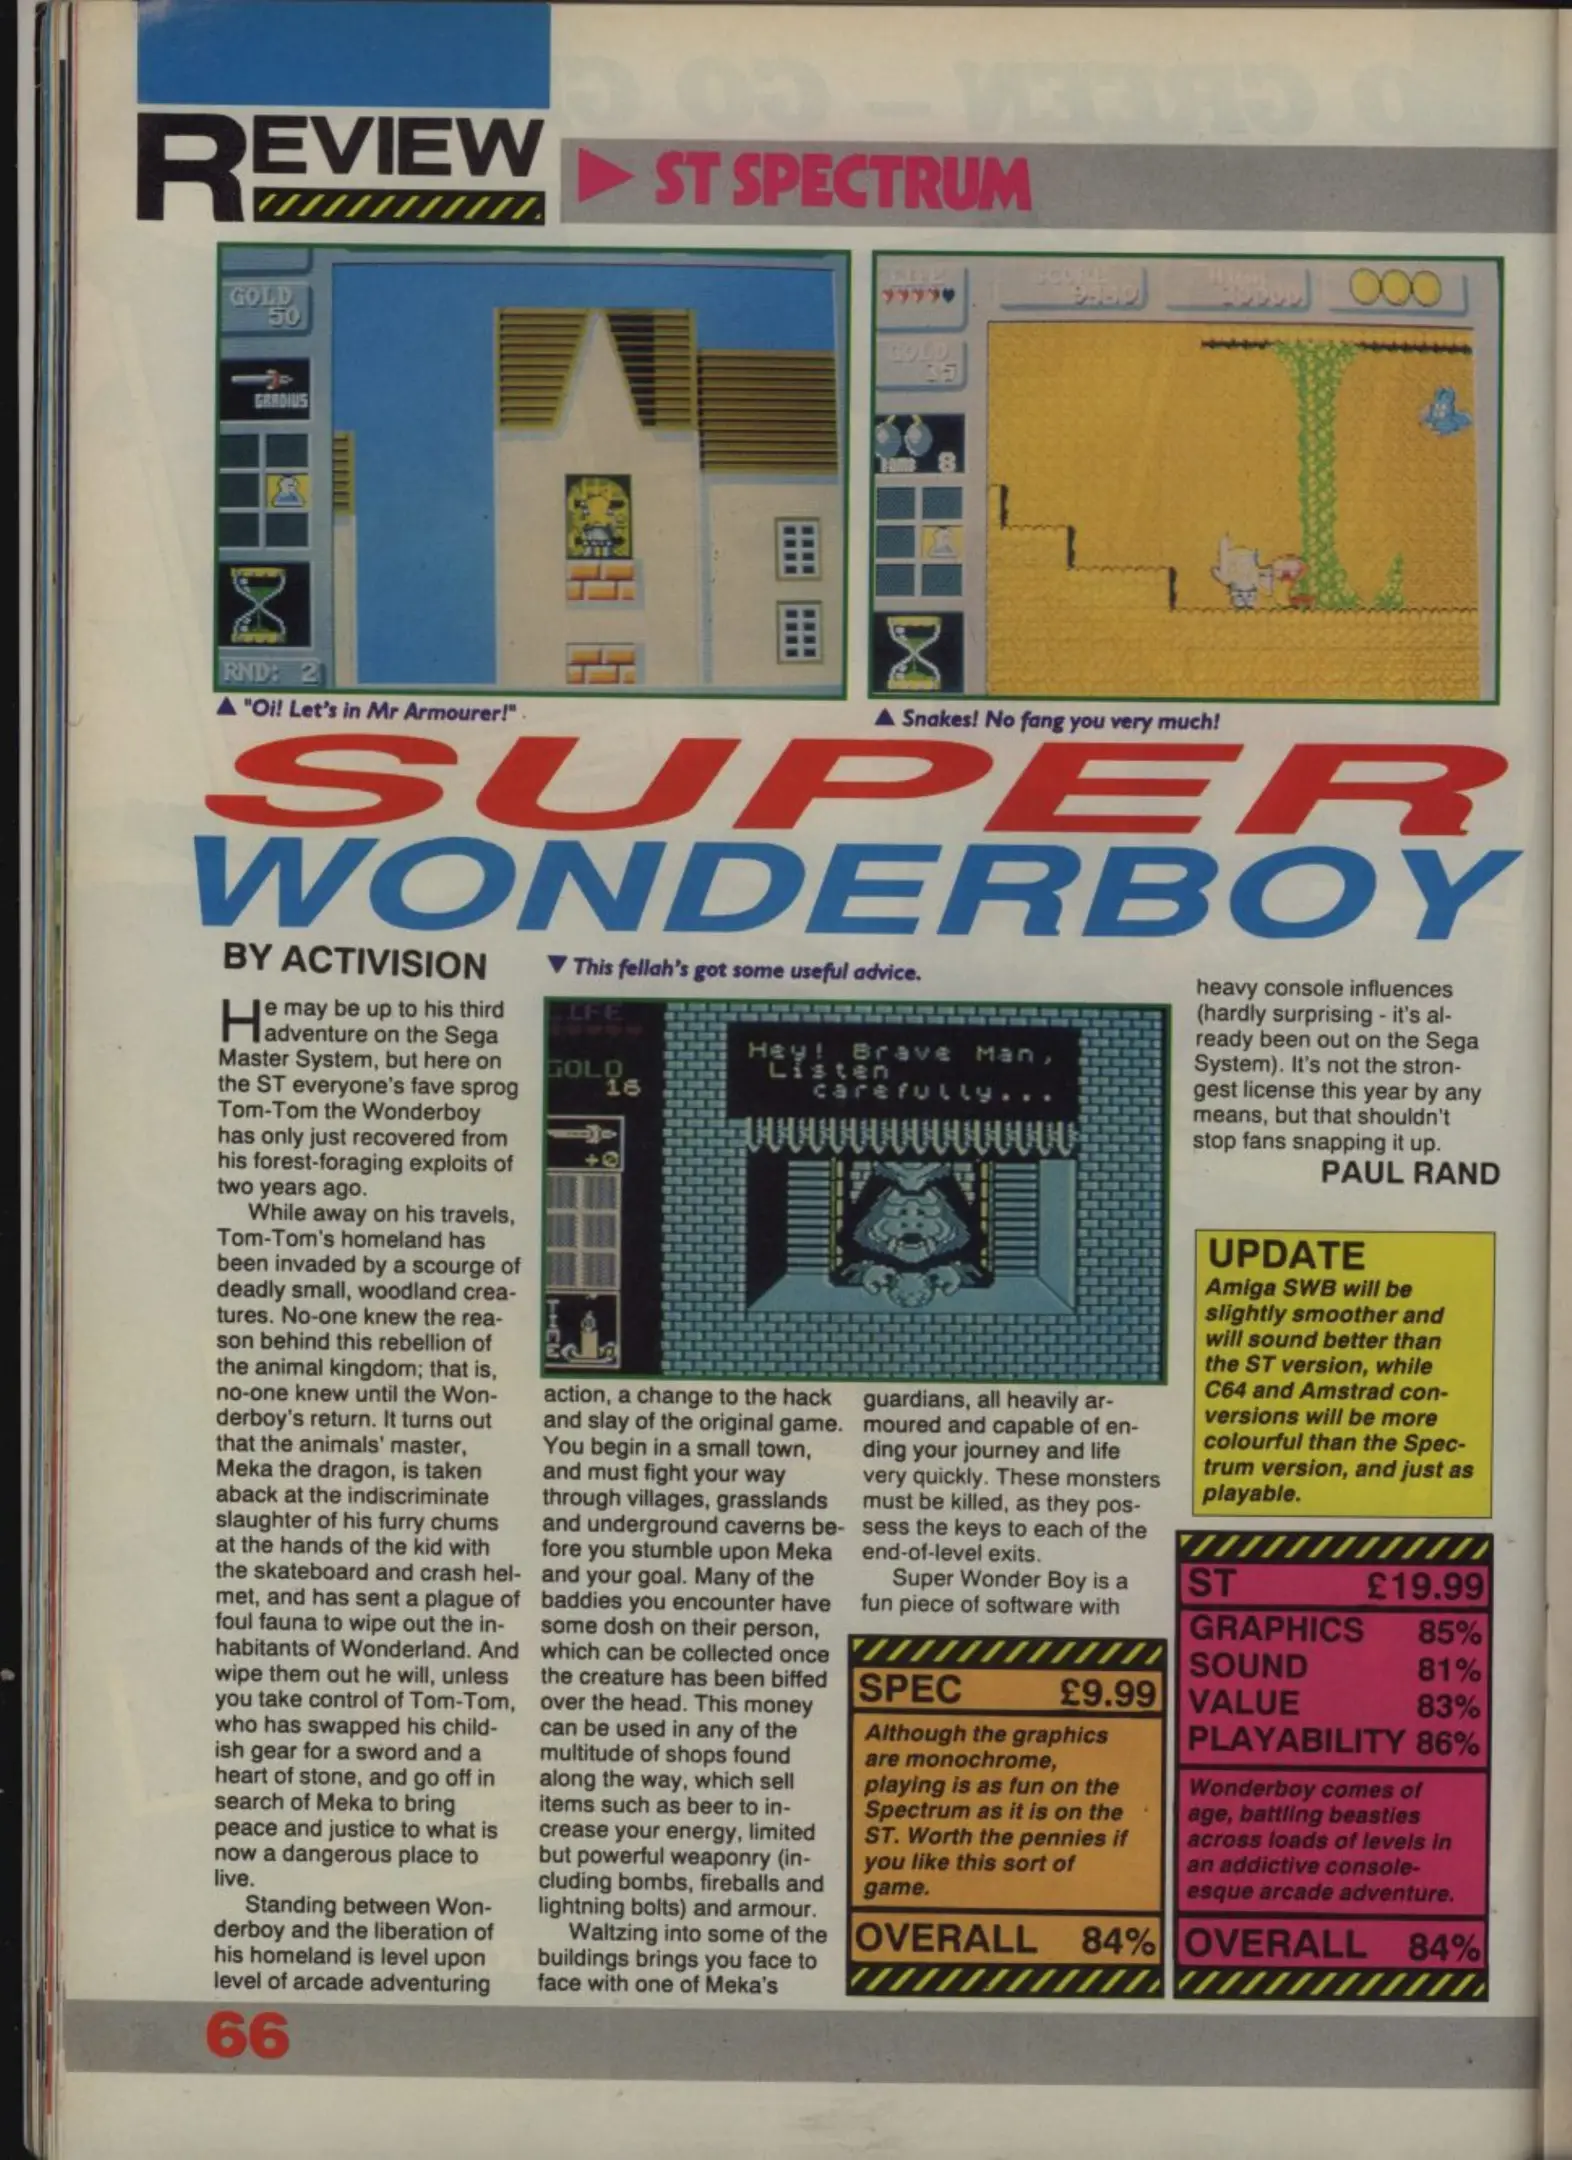 REVIEW
ST SPECTRUM
GOLD
50
GRADIUS
RND: 2
LIFE
SCORE
9440
GOLD
35
8
▲ "Oi! Let's in Mr Armourer!"
▲ Snakes! No fang you very much!
SUPER
WONDERBOY
BY ACTIVISION
He may be up to his third
adventure on the Sega
Master System, but here on
the ST everyone's fave sprog
Tom-Tom the Wonderboy
has only just recovered from
his forest-foraging exploits of
two years ago.
While away on his travels,
Tom-Tom's homeland has
been invaded by a scourge of
deadly small, woodland crea-
tures. No-one knew the rea-
son behind this rebellion of
the animal kingdom; that is,
no-one knew until the Won-
derboy's return. It turns out
that the animals' master,
Meka the dragon, is taken
aback at the indiscriminate
slaughter of his furry chums
at the hands of the kid with
the skateboard and crash hel-
met, and has sent a plague of
foul fauna to wipe out the in-
habitants of Wonderland. And
wipe them out he will, unless
you take control of Tom-Tom,
who has swapped his child-
ish gear for a sword and a
heart of stone, and go off in
search of Meka to bring
peace and justice to what is
now a dangerous place to
live.
Standing between Won-
derboy and the liberation of
his homeland is level upon
level of arcade adventuring
▼ This fellah's got some useful advice.
LIFE
GOLD
16
+0
TIME
Hey! Brave Man,
Listen
carefully...
action, a change to the hack
and slay of the original game.
You begin in a small town,
and must fight your way
through villages, grasslands
and underground caverns be-
fore you stumble upon Meka
and your goal. Many of the
baddies you encounter have
some dosh on their person,
which can be collected once
the creature has been biffed
over the head. This money
can be used in any of the
multitude of shops found
along the way, which sell
items such as beer to in-
crease your energy, limited
but powerful weaponry (in-
cluding bombs, fireballs and
lightning bolts) and armour.
Waltzing into some of the
buildings brings you face to
face with one of Meka's
guardians, all heavily ar-
moured and capable of en-
ding your journey and life
very quickly. These monsters
must be killed, as they pos-
sess the keys to each of the
end-of-level exits.
Super Wonder Boy is a
fun piece of software with
heavy console influences
(hardly surprising - it's al-
ready been out on the Sega
System). It's not the stron-
gest license this year by any
means, but that shouldn't
stop fans snapping it up.
PAUL RAND
UPDATE
Amiga SWB will be
slightly smoother and
will sound better than
the ST version, while
C64 and Amstrad con-
versions will be more
colourful than the Spec-
trum version, and just as
playable.
SPEC £9.99
Although the graphics
are monochrome,
playing is as fun on the
Spectrum as it is on the
ST. Worth the pennies if
you like this sort of
game.
OVERALL 84%
ST £19.99
GRAPHICS 85%
SOUND 81%
VALUE 83%
PLAYABILITY 86%
Wonderboy comes of
age, battling beasties
across loads of levels in
an addictive console-
esque arcade adventure.
OVERALL 84%
66